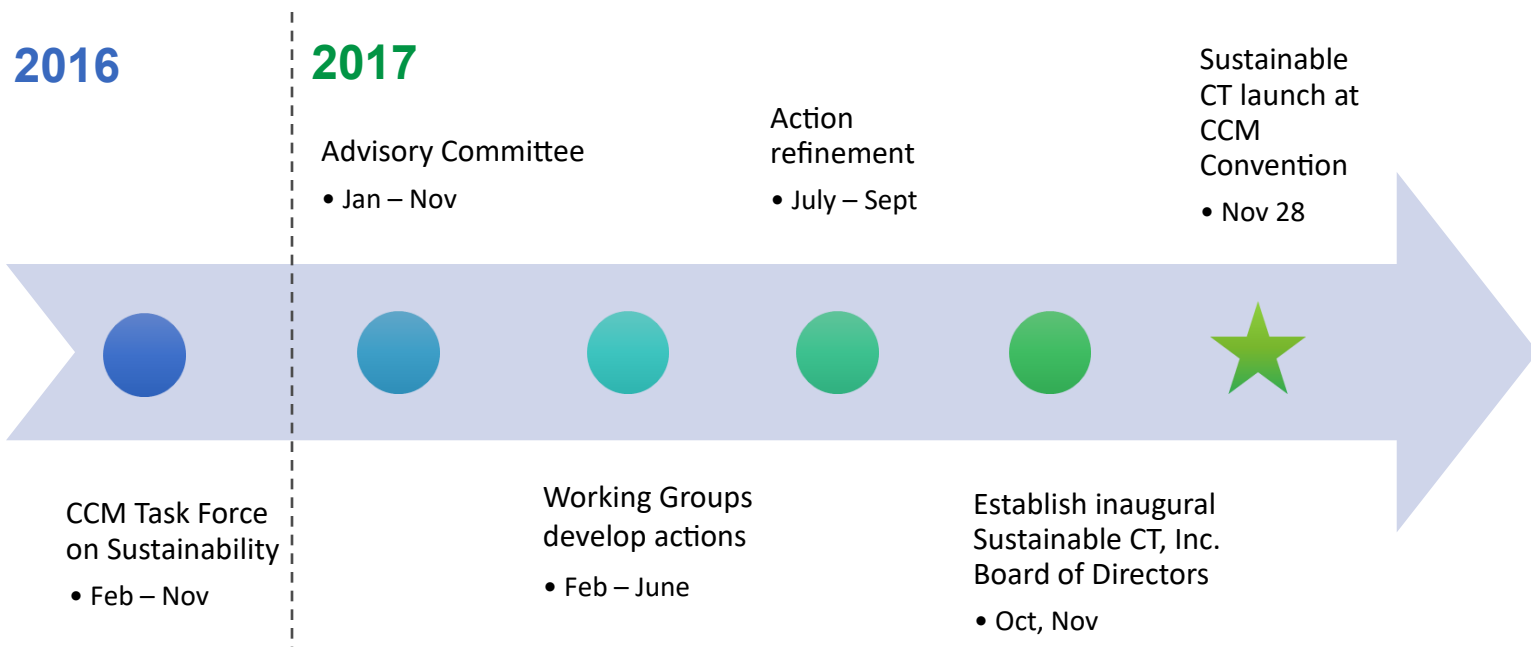 2016
CCM Task Force
on Sustainability
• Feb – Nov
2017
Advisory Committee
• Jan – Nov
Working Groups
develop actions
• Feb – June
Action
refinement
• July – Sept
Establish inaugural
Sustainable CT, Inc.
Board of Directors
• Oct, Nov
Sustainable
CT launch at
CCM
Convention
• Nov 28